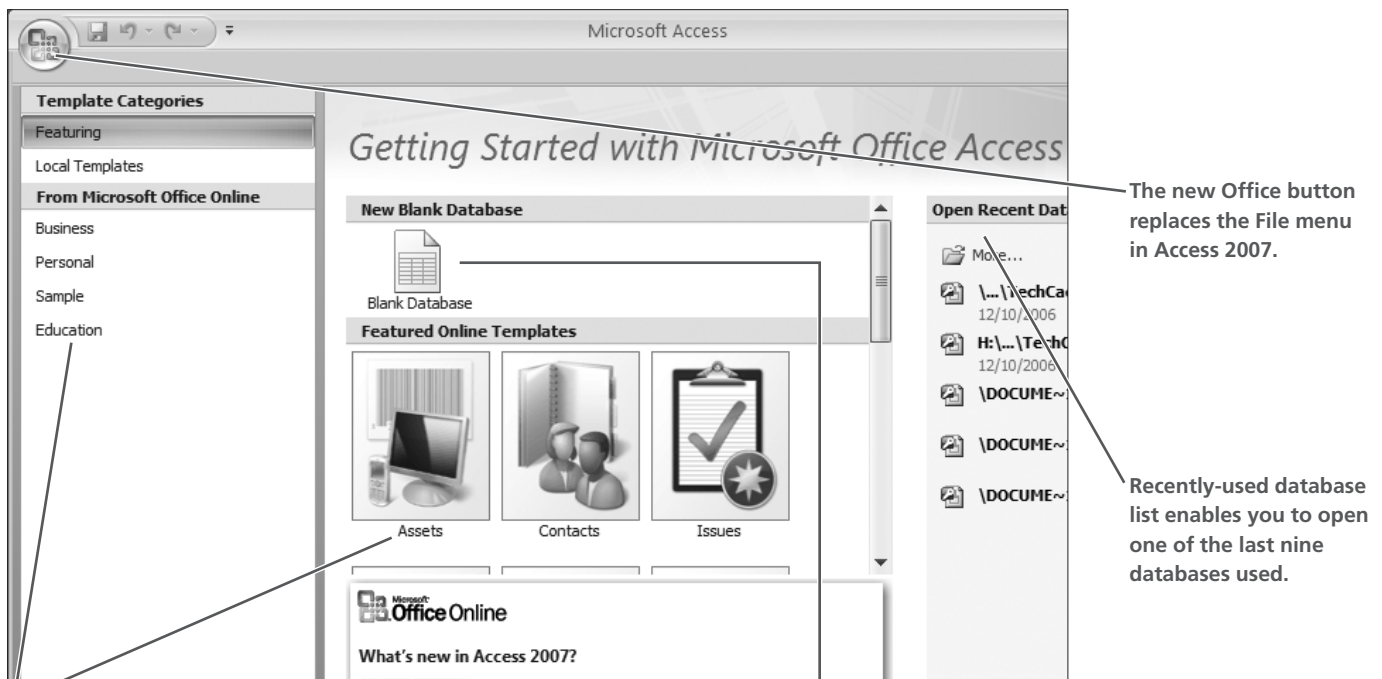 Microsoft Access
Template Categories
Featuring
Local Templates
From Microsoft Office Online
Business
Personal
Sample
Education
Getting Started with Microsoft Office Access
New Blank Database
Blank Database
Featured Online Templates
Assets
Contacts
Issues
Microsoft
Office Online
What's new in Access 2007?
Open Recent Dat
More...
\...\TechCa
12/10/2006
H:\...\Tech
12/10/2006
\DOCUME~
\DOCUME~
\DOCUME~
The new Office button
replaces the File menu
in Access 2007.
Recently-used database
list enables you to open
one of the last nine
databases used.